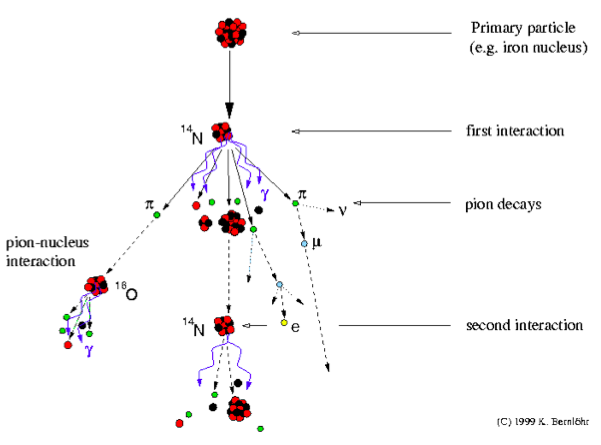 Primary particle
(e.g. iron nucleus)
14N
first interaction
γ
π
π
ν
pion decays
pion-nucleus
interaction
μ
16O
14N
e
second interaction
γ
(C) 1999 K. Bernlöhr